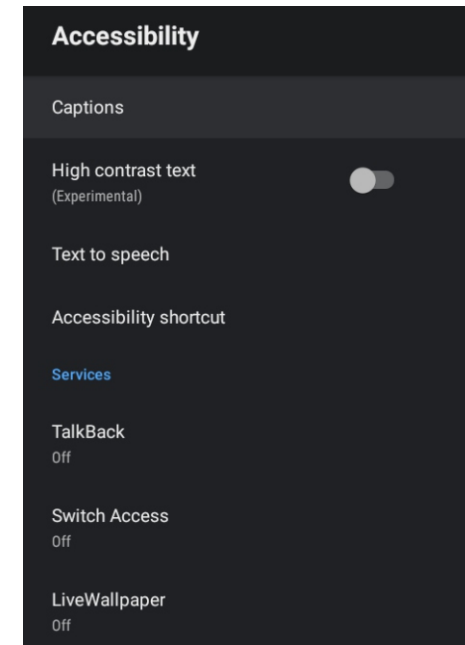 Accessibility
Captions
High contrast text
(Experimental)
Text to speech
Accessibility shortcut
Services
TalkBack
Off
Switch Access
Off
LiveWallpaper
Off